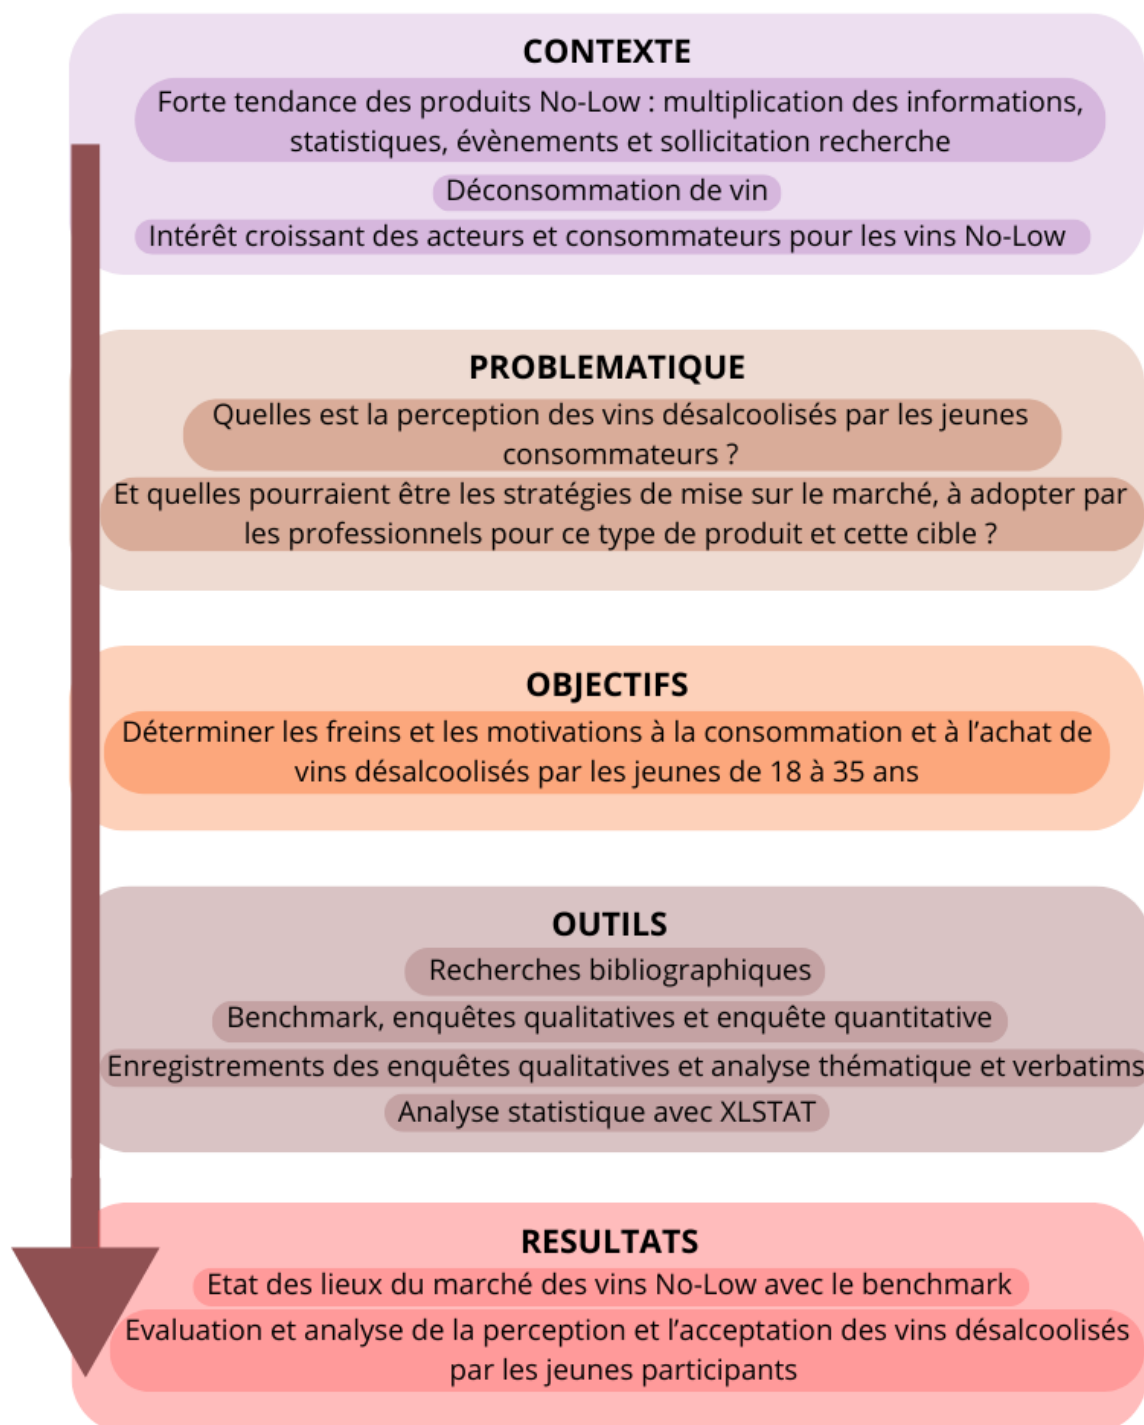 CONTEXTE
Forte tendance des produits No-Low : multiplication des informations,
statistiques, évènements et sollicitation recherche
Déconsommation de vin
Intérêt croissant des acteurs et consommateurs pour les vins No-Low
PROBLEMATIQUE
Quelles est la perception des vins désalcoolisés par les jeunes
consommateurs ?
Et quelles pourraient être les stratégies de mise sur le marché, à adopter par
les professionnels pour ce type de produit et cette cible ?
OBJECTIFS
Déterminer les freins et les motivations à la consommation et à l’achat de
vins désalcoolisés par les jeunes de 18 à 35 ans
OUTILS
Recherches bibliographiques
Benchmark, enquêtes qualitatives et enquête quantitative
Enregistrements des enquêtes qualitatives et analyse thématique et verbatims
Analyse statistique avec XLSTAT
RESULTATS
Etat des lieux du marché des vins No-Low avec le benchmark
Evaluation et analyse de la perception et l’acceptation des vins désalcoolisés
par les jeunes participants